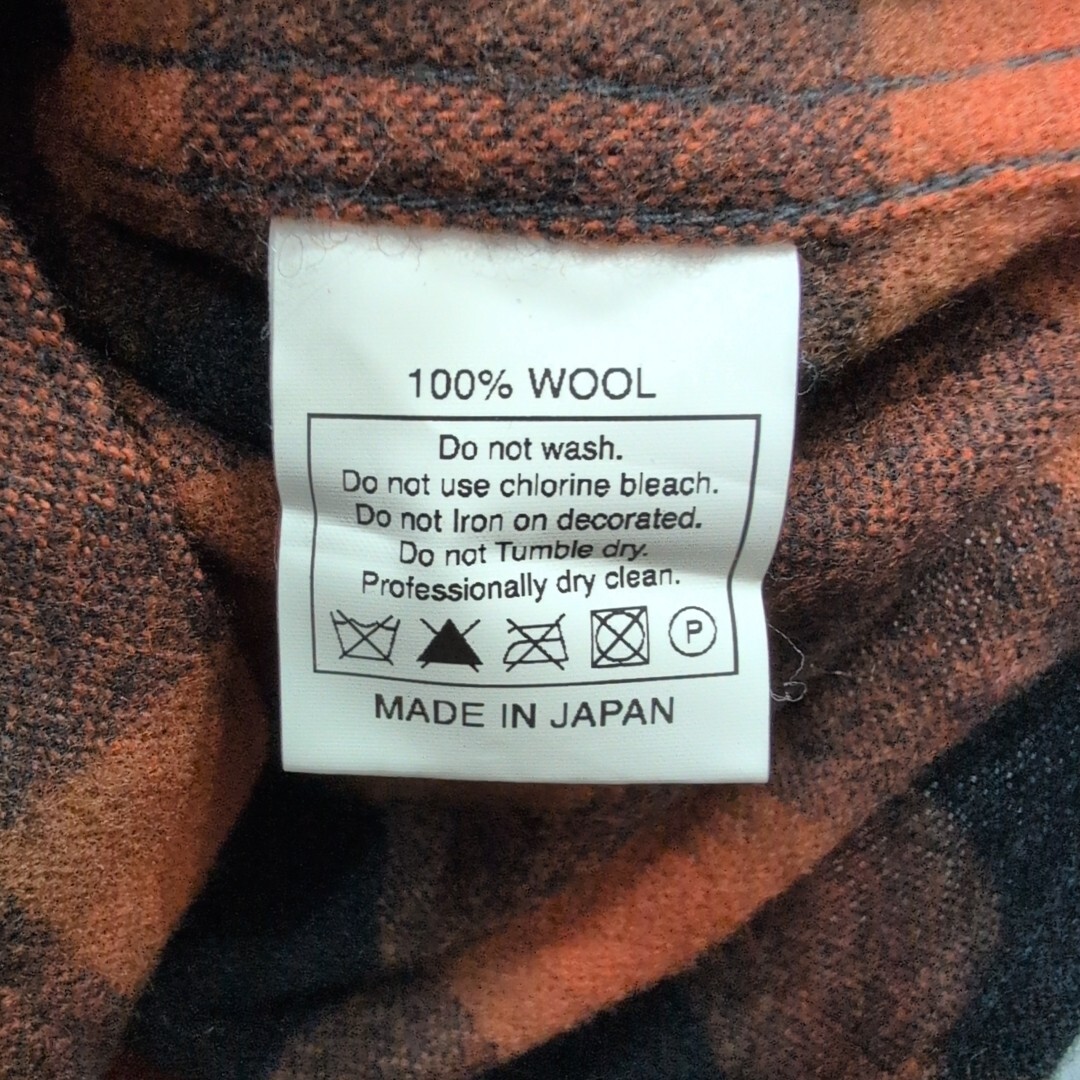 100% WOOL
Do not wash.
Do not use chlorine bleach.
Do not Iron on decorated.
Do not Tumble dry.
Professionally dry clean.
P
MADE IN JAPAN